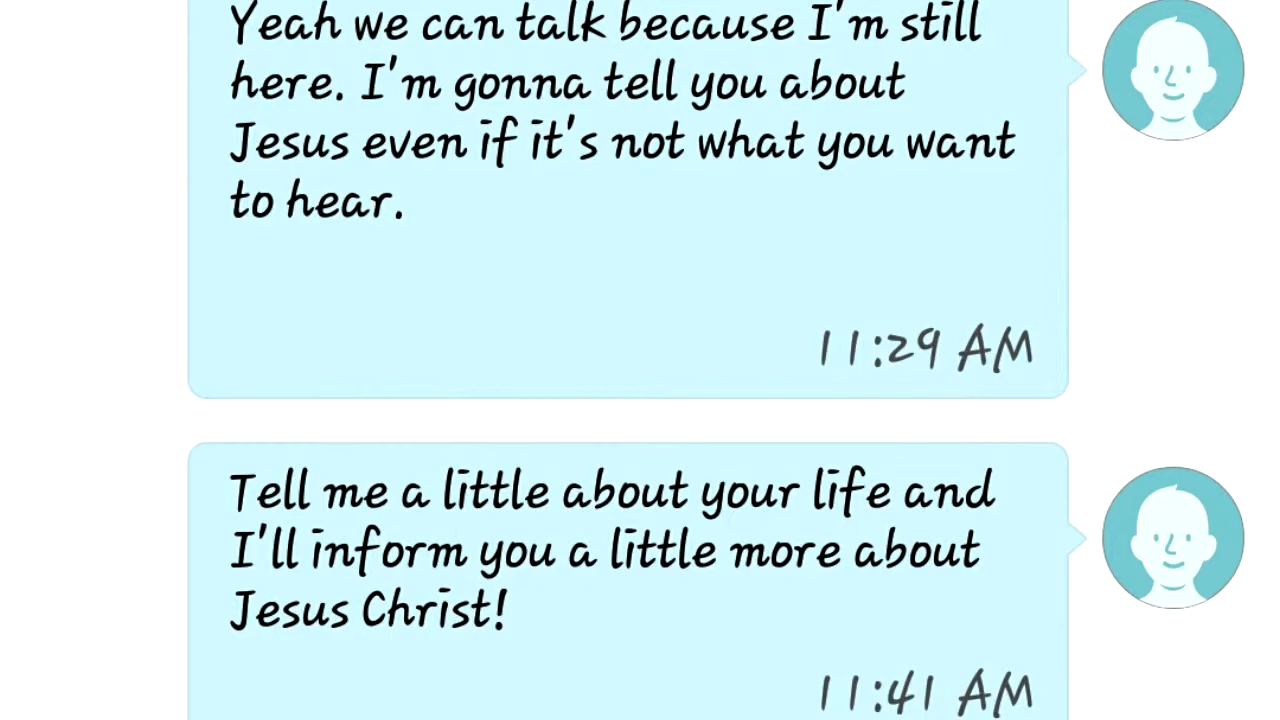 Yeah we can talk because I'm still
here. I'm gonna tell you about
Jesus even if it's not what you want
to hear.
11:29 AM
Tell me a little about your life and
I'll inform you a little more about
Jesus Christ!
11:41 AM